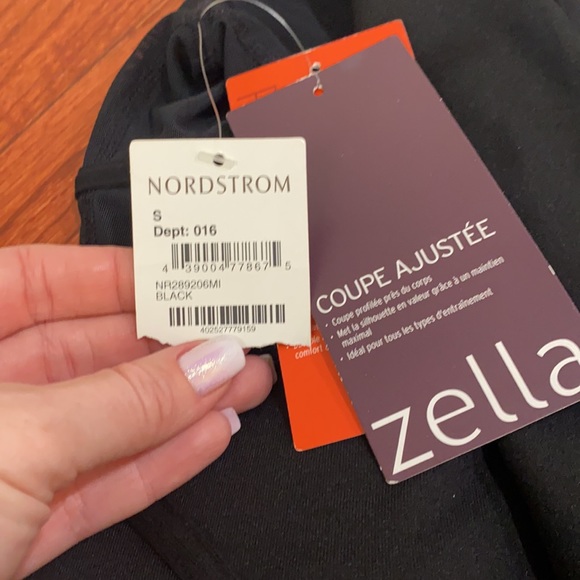 NORDSTROM
S
Dept: 016
4 39004 77867 5
NR289206MI
BLACK
402527779159
COUPE AJUSTÉE
· Coupe profilée près du corps
· Met la silhouette en valeur grâce à un maintien
maximal
· Idéal pour tous les types d'entraînement
zella
comfort